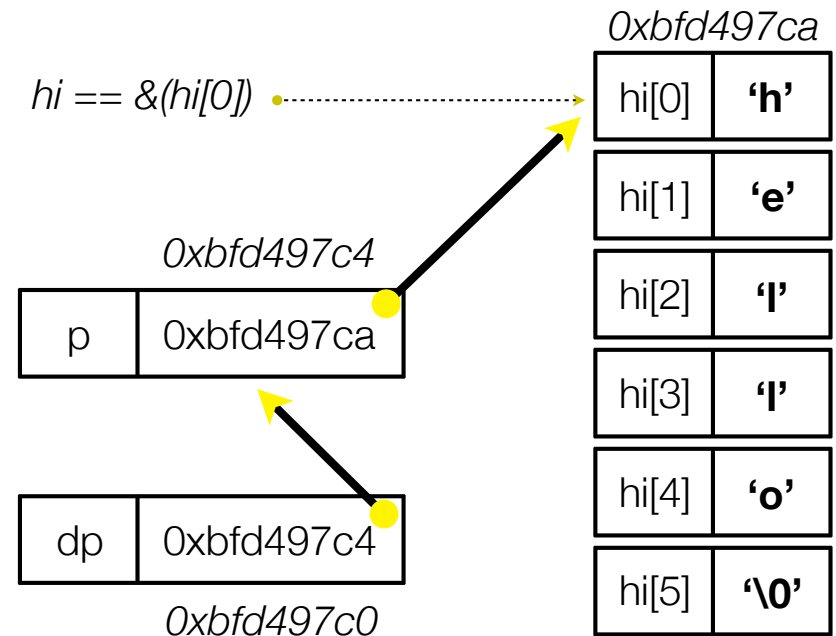 0xbfd497ca
hi == &(hi[0])
hi[0] ‘h’
hi[1] ‘e’
hi[2] ‘l’
hi[3] ‘l’
hi[4] ‘o’
hi[5] ‘\0’
0xbfd497c4
p 0xbfd497ca
dp 0xbfd497c4
0xbfd497c0